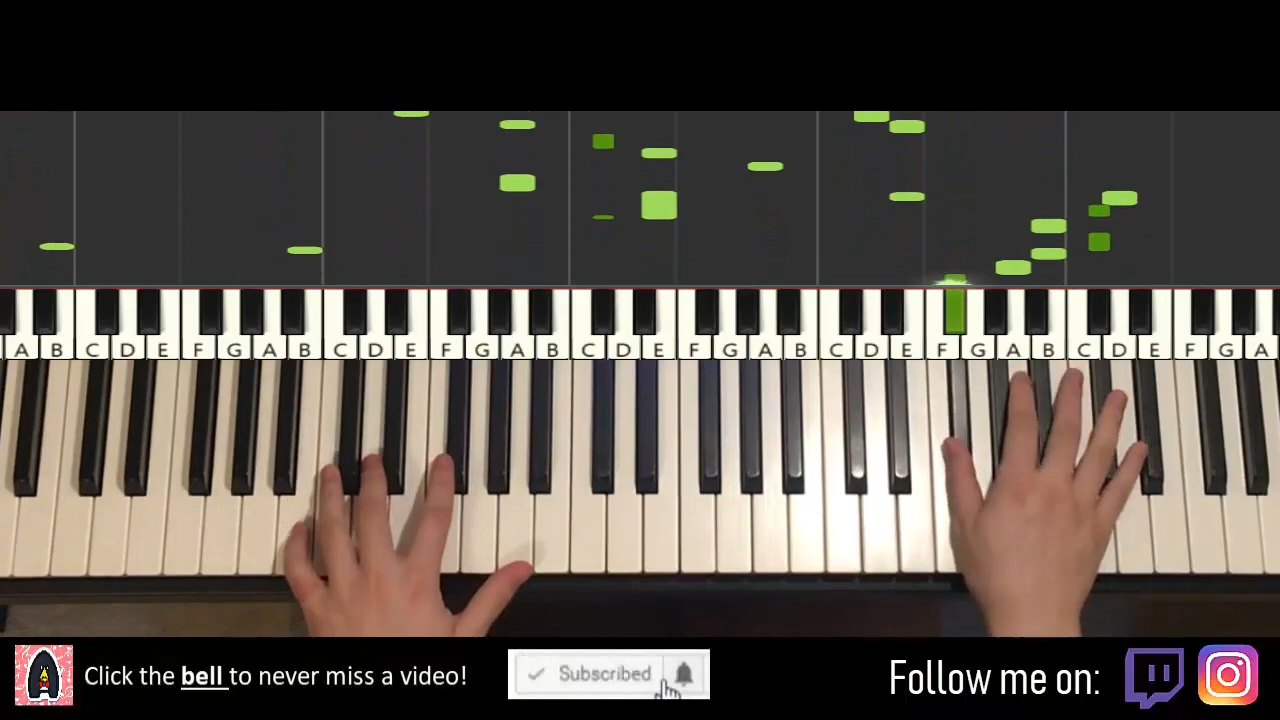 A B C D E F G A B C D E F G A B C D E F G A B C D E F G A B C D E F G A
Click the bell to never miss a video!
Subscribed
Follow me on: